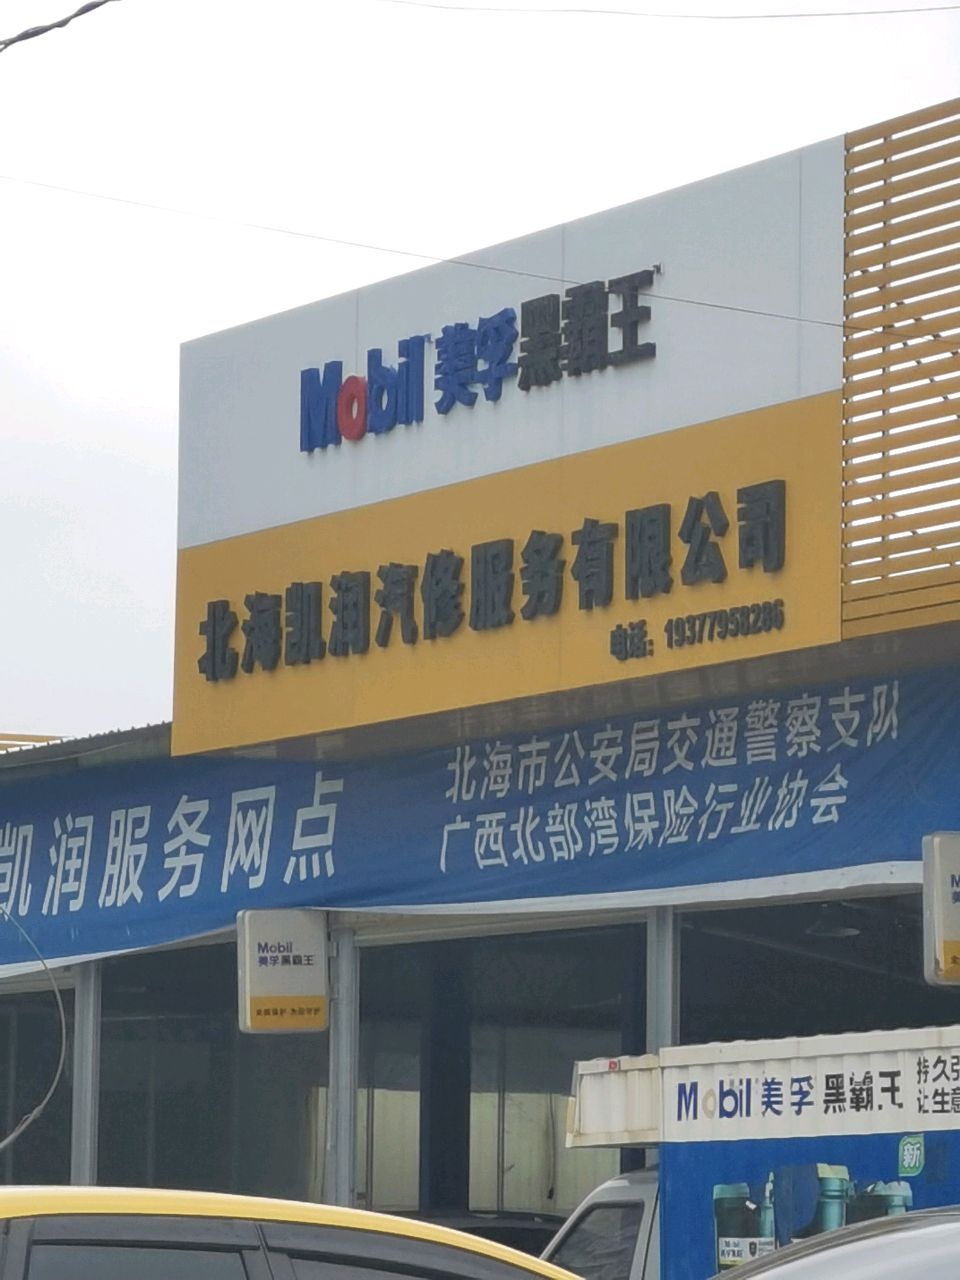 Mobil 美孚黑霸王
北海凯润汽修服务有限公司
电话：19377958286
凯润服务网点
北海市公安局交通警察支队
广西北部湾保险行业协会
Mobil
美孚黑霸王
Mobil 美孚 黑霸王
持久
让生意
新